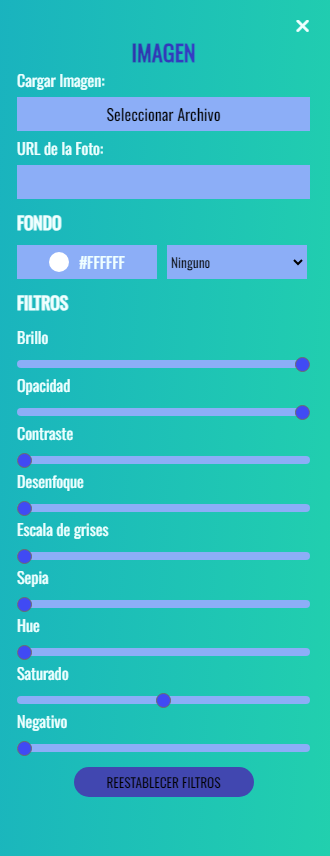 ×
IMAGEN
Cargar Imagen:
Seleccionar Archivo
URL de la Foto:
FONDO
#FFFFFF Ninguno
FILTROS
Brillo
Opacidad
Contraste
Desenfoque
Escala de grises
Sepia
Hue
Saturado
Negativo
REESTABLECER FILTROS